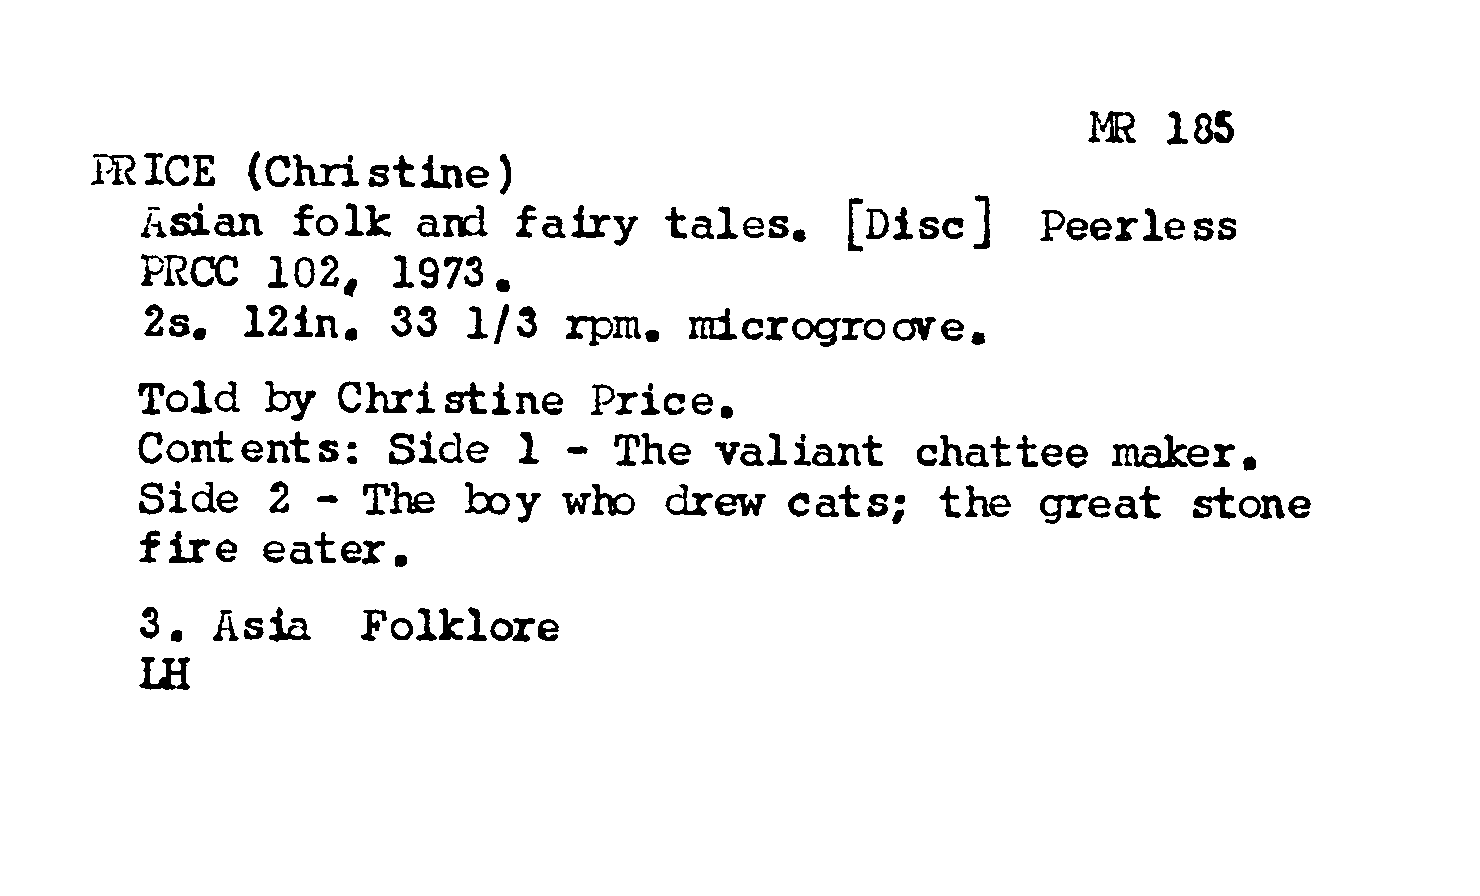 MR 185
PRICE (Christine)
Asian folk and fairy tales. [Disc] Peerless
PRCC 102, 1973.
2s. 12in. 33 1/3 rpm. microgroove.
Told by Christine Price.
Contents: Side 1 - The valiant chattee maker.
Side 2 - The boy who drew cats; the great stone
fire eater.
3. Asia Folklore
LH